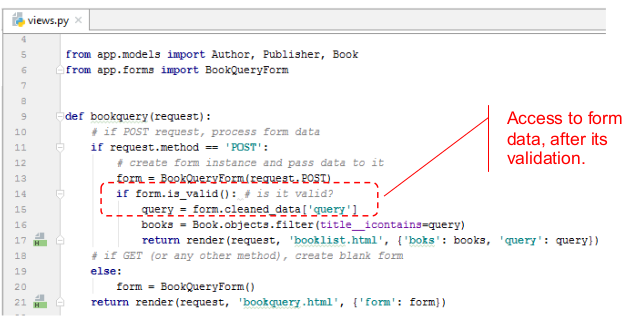 views.py ×
4
5 from app.models import Author, Publisher, Book
6 from app.forms import BookQueryForm
7
8
9 def bookquery(request):
10 # if POST request, process form data
11 if request.method == 'POST':
12 # create form instance and pass data to it
13 form = BookQueryForm(request.POST)
14 if form.is_valid(): # is it valid?
15 query = form.cleaned_data['query']
16 books = Book.objects.filter(title__icontains=query)
17 return render(request, 'booklist.html', {'boks': books, 'query': query})
18 # if GET (or any other method), create blank form
19 else:
20 form = BookQueryForm()
21 return render(request, 'bookquery.html', {'form': form})
Access to form
data, after its
validation.